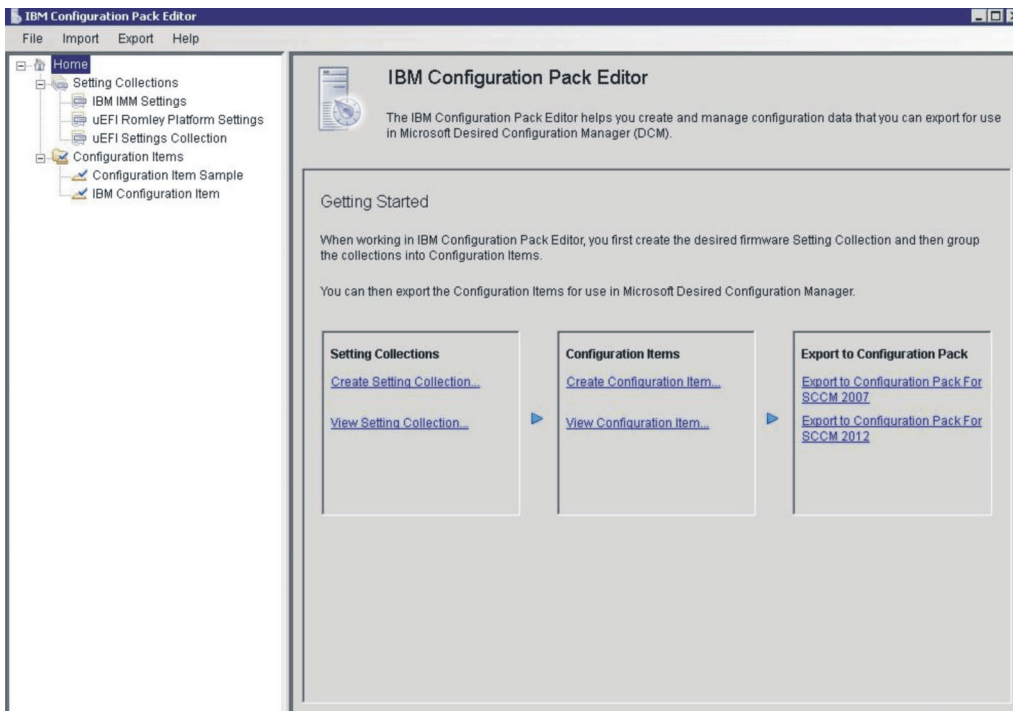 IBM Configuration Pack Editor
File Import Export Help
Home
Setting Collections
IBM IMM Settings
uEFI Romley Platform Settings
uEFI Settings Collection
Configuration Items
Configuration Item Sample
IBM Configuration Item
IBM Configuration Pack Editor
The IBM Configuration Pack Editor helps you create and manage configuration data that you can export for use
in Microsoft Desired Configuration Manager (DCM).
Getting Started
When working in IBM Configuration Pack Editor, you first create the desired firmware Setting Collection and then group
the collections into Configuration Items.
You can then export the Configuration Items for use in Microsoft Desired Configuration Manager.
Setting Collections
Create Setting Collection...
View Setting Collection...
Configuration Items
Create Configuration Item...
View Configuration Item...
Export to Configuration Pack
Export to Configuration Pack For
SCCM 2007
Export to Configuration Pack For
SCCM 2012